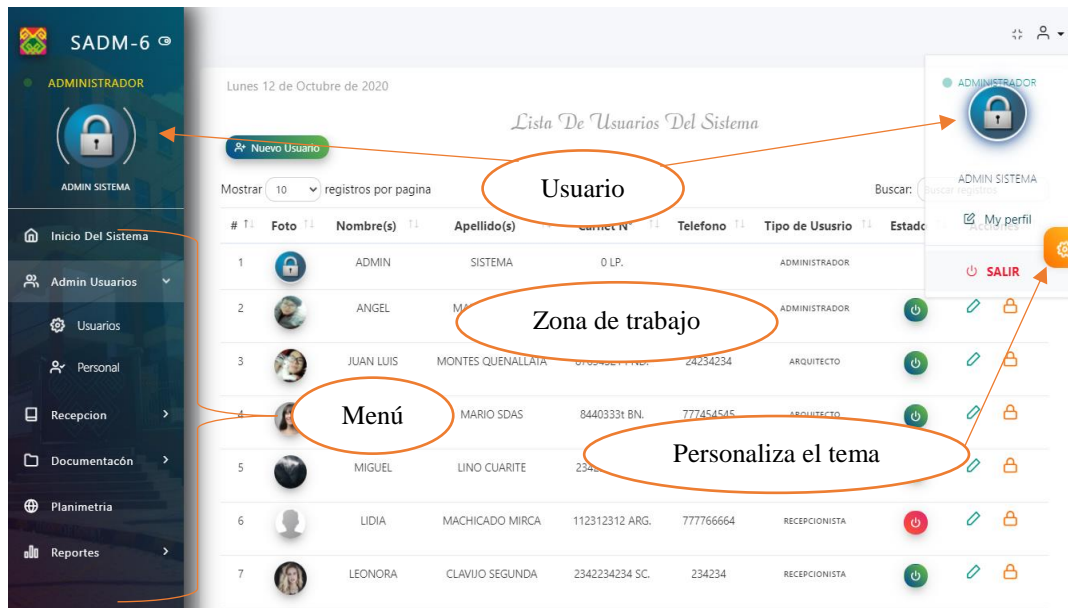 SADM-6
ADMINISTRADOR
ADMIN SISTEMA
Inicio Del Sistema
Admin Usuarios
Usuarios
Personal
Recepcion
Documentacón
Planimetria
Reportes
Menú
Lunes 12 de Octubre de 2020
Lista De Usuarios Del Sistema
Nuevo Usuario
Usuario
Mostrar 10 registros por pagina
Buscar: Buscar registros
# Foto Nombre(s) Apellido(s) Carnet N° Telefono Tipo de Ususrio Estado Acciones
1 ADMIN SISTEMA 0 LP. ADMINISTRADOR
2 ANGEL ADMINISTRADOR
Zona de trabajo
3 JUAN LUIS MONTES QUENALLATA 24234234 ARQUITECTO
4 MARIO SDAS 8440333t BN. 777454545 ARQUITECTO
Personaliza el tema
5 MIGUEL LINO CUARITE
6 LIDIA MACHICADO MIRCA 112312312 ARG. 777766664 RECEPCIONISTA
7 LEONORA CLAVIJO SEGUNDA 2342234234 SC. 234234 RECEPCIONISTA
ADMINISTRADOR
ADMIN SISTEMA
My perfil
SALIR